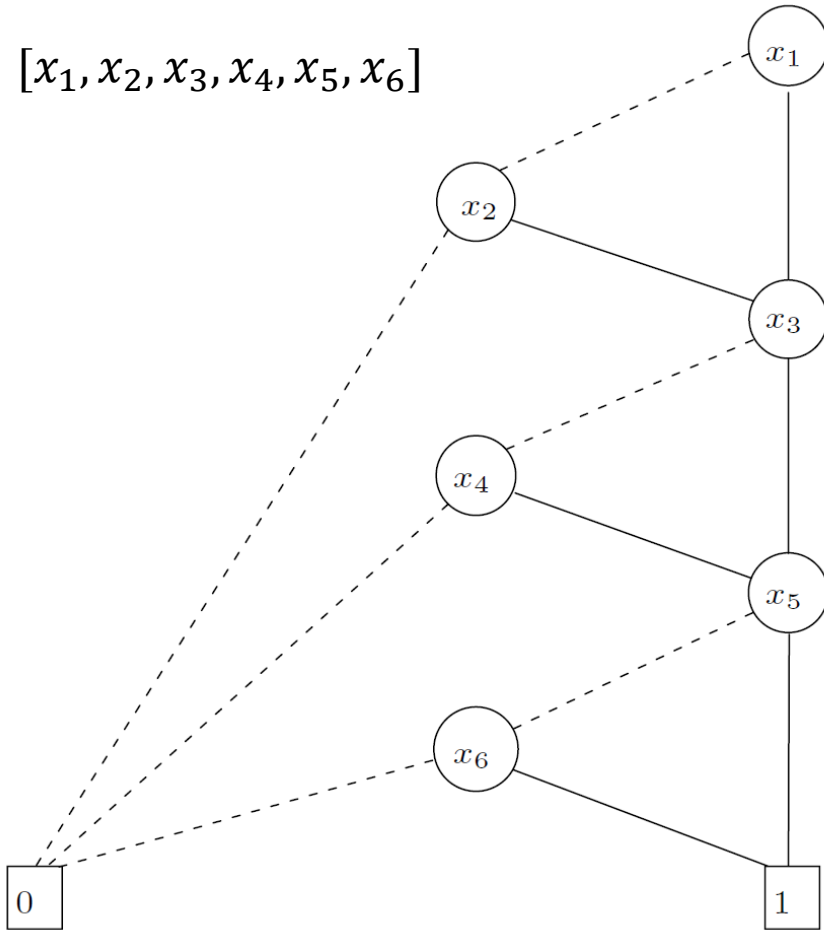 [x₁, x₂, x₃, x₄, x₅, x₆]
x₁
x₂
x₃
x₄
x₅
x₆
0
1